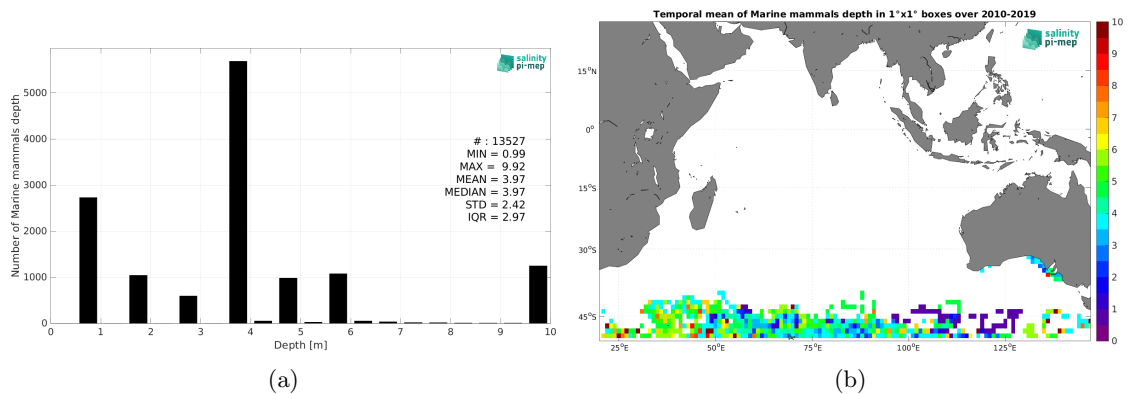 salinity
pi-mep
5000
4000
3000
2000
1000
0
Number of Marine mammals depth
# : 13527
MIN = 0.99
MAX = 9.92
MEAN = 3.97
MEDIAN = 3.97
STD = 2.42
IQR = 2.97
0 1 2 3 4 5 6 7 8 9 10
Depth [m]
(a)
Temporal mean of Marine mammals depth in 1°x1° boxes over 2010-2019
salinity
pi-mep
15°N
0°
15°S
30°S
45°S
25°E 50°E 75°E 100°E 125°E
10
9
8
7
6
5
4
3
2
1
0
(b)